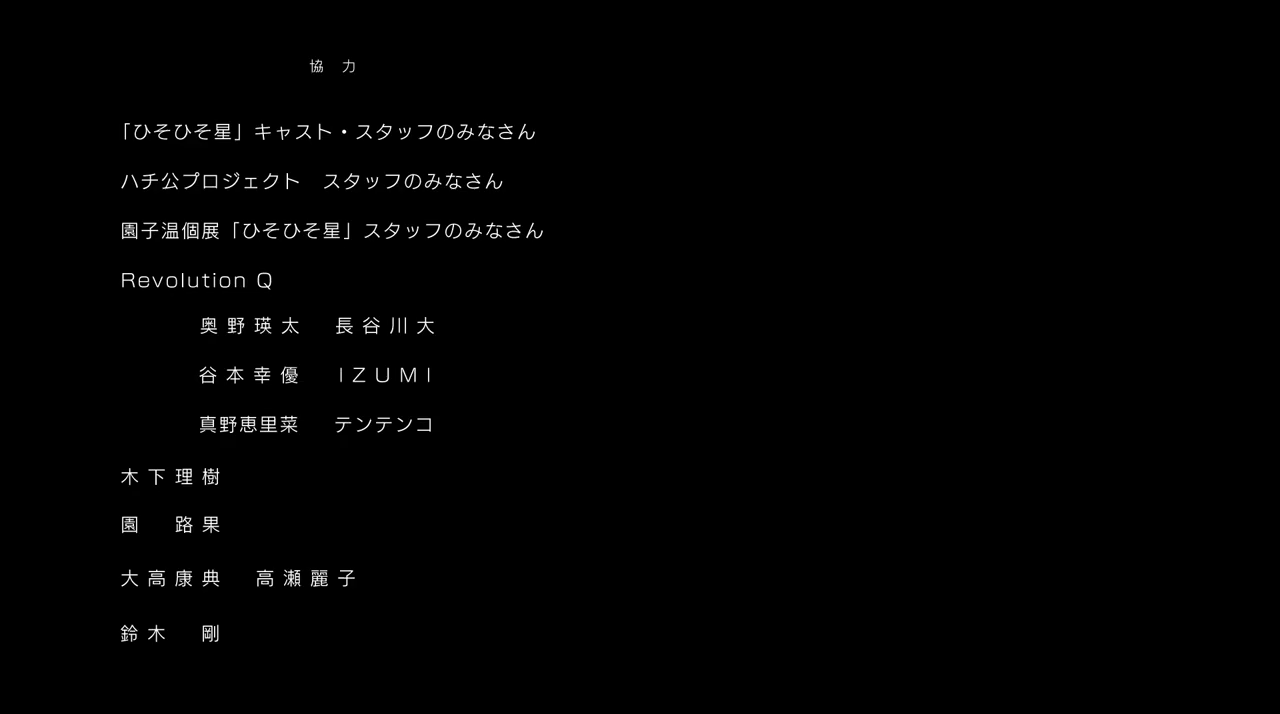 協　力
「ひそひそ星」キャスト・スタッフのみなさん
ハチ公プロジェクト　スタッフのみなさん
園子温個展「ひそひそ星」スタッフのみなさん
Revolution Q
奥野瑛太　長谷川大
谷本幸優　IZUMI
真野恵里菜　テンテンコ
木下理樹
園　路果
大高康典　高瀬麗子
鈴木　剛